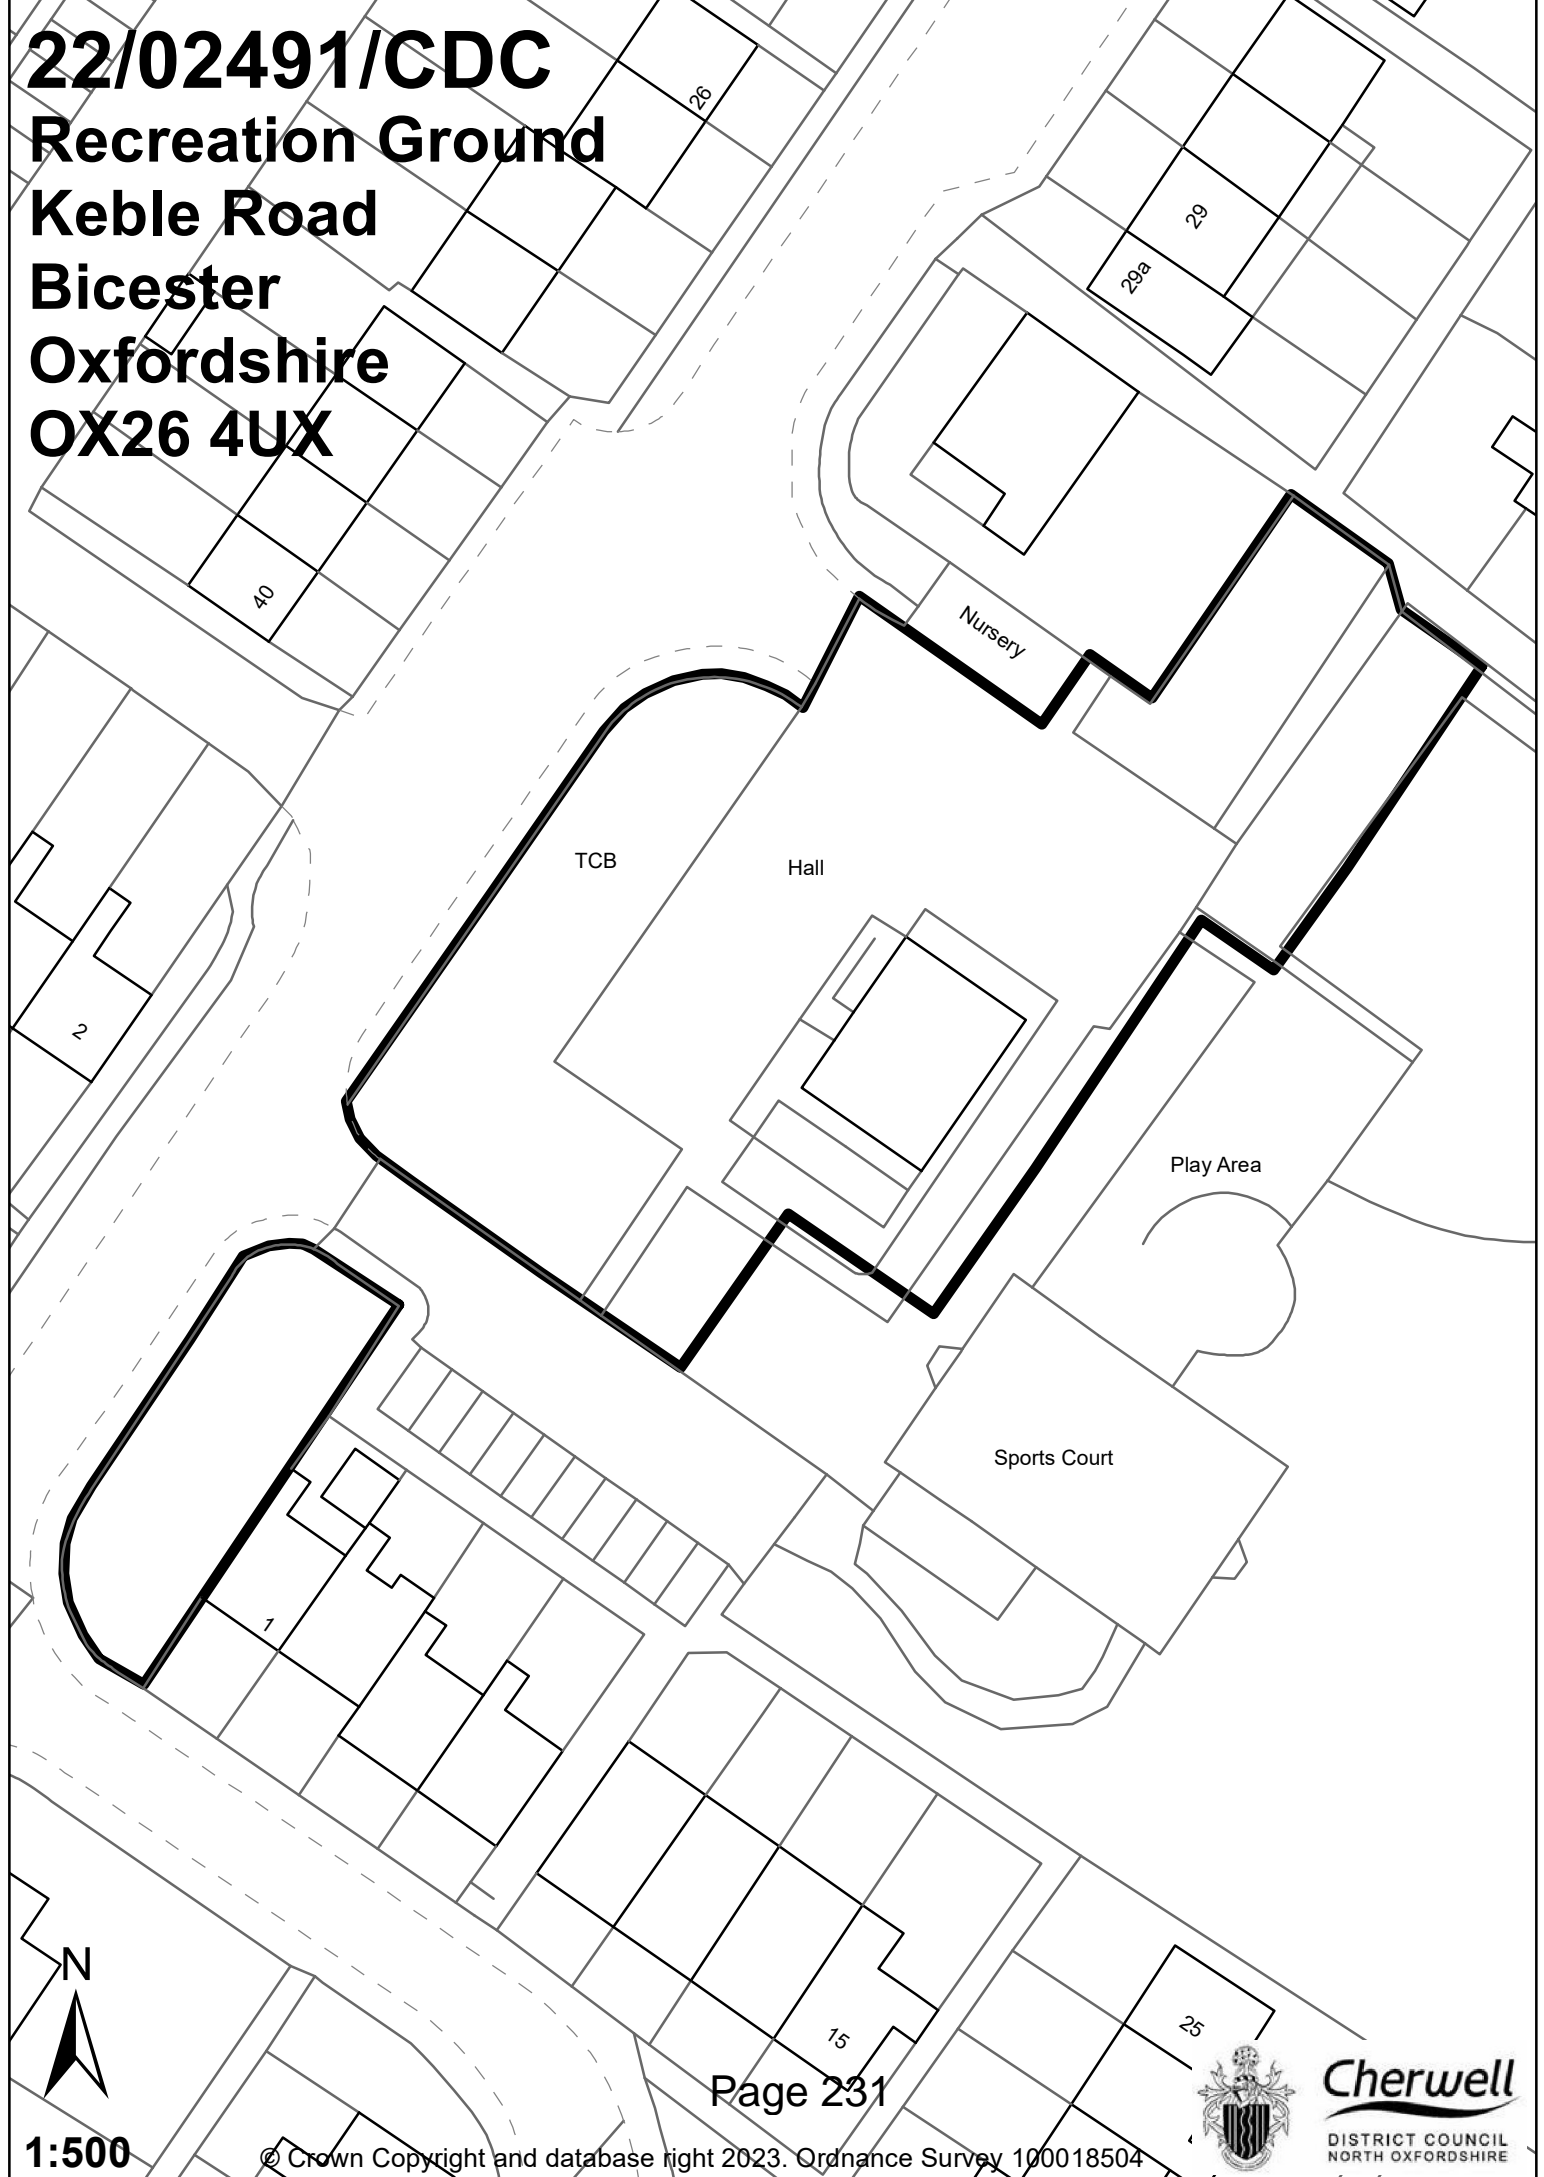 22/02491/CDC
Recreation Ground
Keble Road
Bicester
Oxfordshire
OX26 4UX
26
29
29a
40
Nursery
TCB
Hall
2
Play Area
Sports Court
1
N
15
25
Page 231
Cherwell
DISTRICT COUNCIL
NORTH OXFORDSHIRE
1:500
© Crown Copyright and database right 2023. Ordnance Survey 100018504